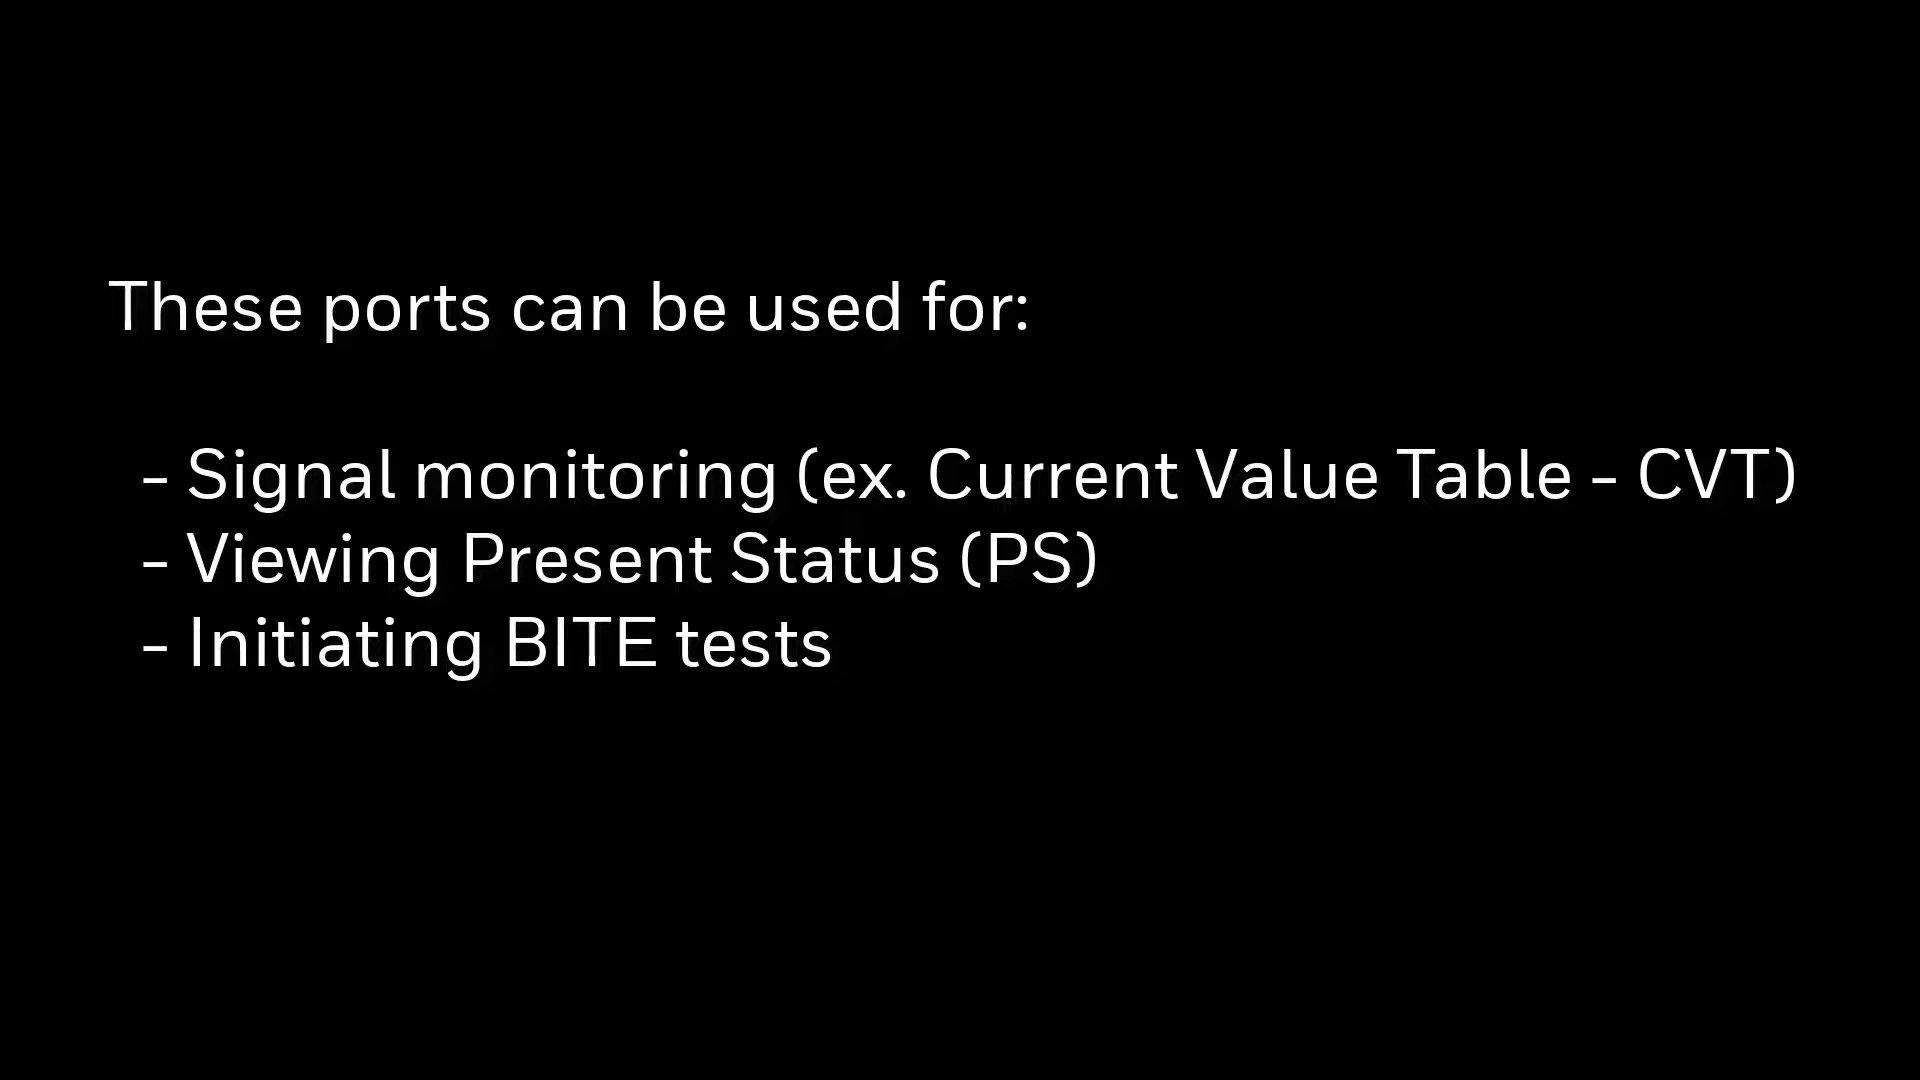 These ports can be used for:
- Signal monitoring (ex. Current Value Table - CVT)
- Viewing Present Status (PS)
- Initiating BITE tests